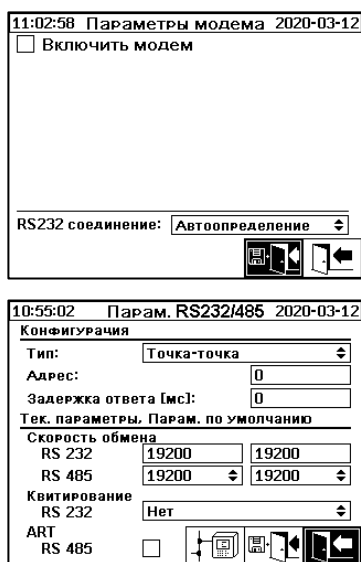 11:02:58 Параметры модема 2020-03-12
Включить модем
RS232 соединение: Автоопределение
10:55:02 Парам. RS232/485 2020-03-12
Конфигурация
Тип: Точка-точка
Адрес: 0
Задержка ответа [мс]: 0
Тек. параметры, Парам. по умолчанию
Скорость обмена
RS 232 19200 19200
RS 485 19200 19200
Квитирование
RS 232 Нет
ART
RS 485